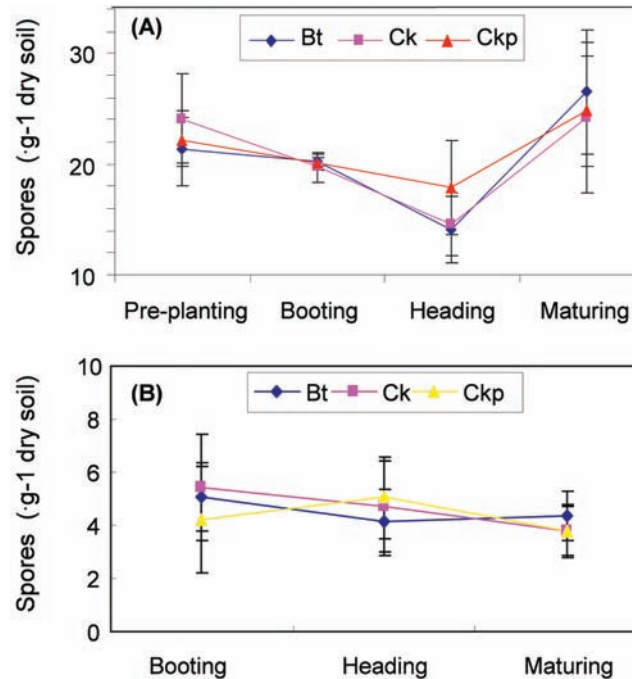 (A)
Bt Ck Ckp
Spores (·g-1 dry soil)
30
20
10
Pre-planting Booting Heading Maturing
(B)
Bt Ck Ckp
Spores (·g-1 dry soil)
10
8
6
4
2
0
Booting Heading Maturing